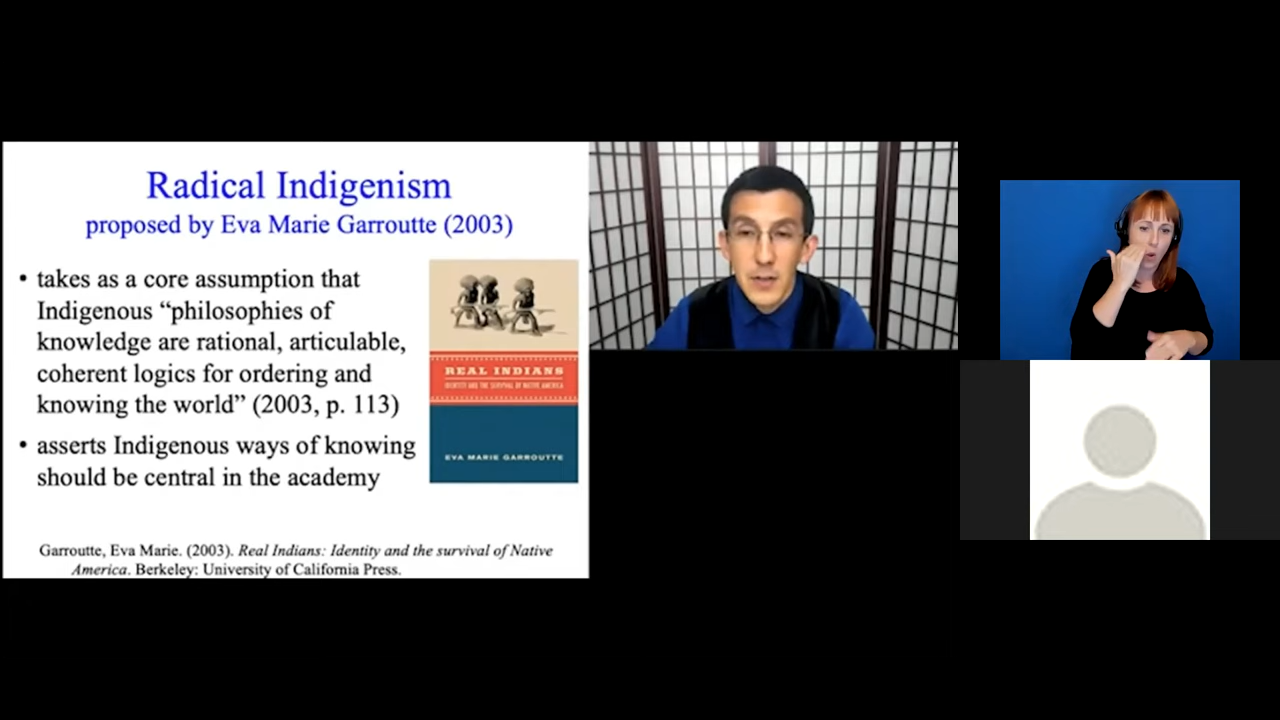 Radical Indigenism
proposed by Eva Marie Garroutte (2003)
• takes as a core assumption that
Indigenous “philosophies of
knowledge are rational, articulable,
coherent logics for ordering and
knowing the world” (2003, p. 113)
• asserts Indigenous ways of knowing
should be central in the academy
REAL INDIANS
IDENTITY AND THE SURVIVAL OF NATIVE AMERICA
EVA MARIE GARROUTTE
Garroutte, Eva Marie. (2003). Real Indians: Identity and the survival of Native
America. Berkeley: University of California Press.